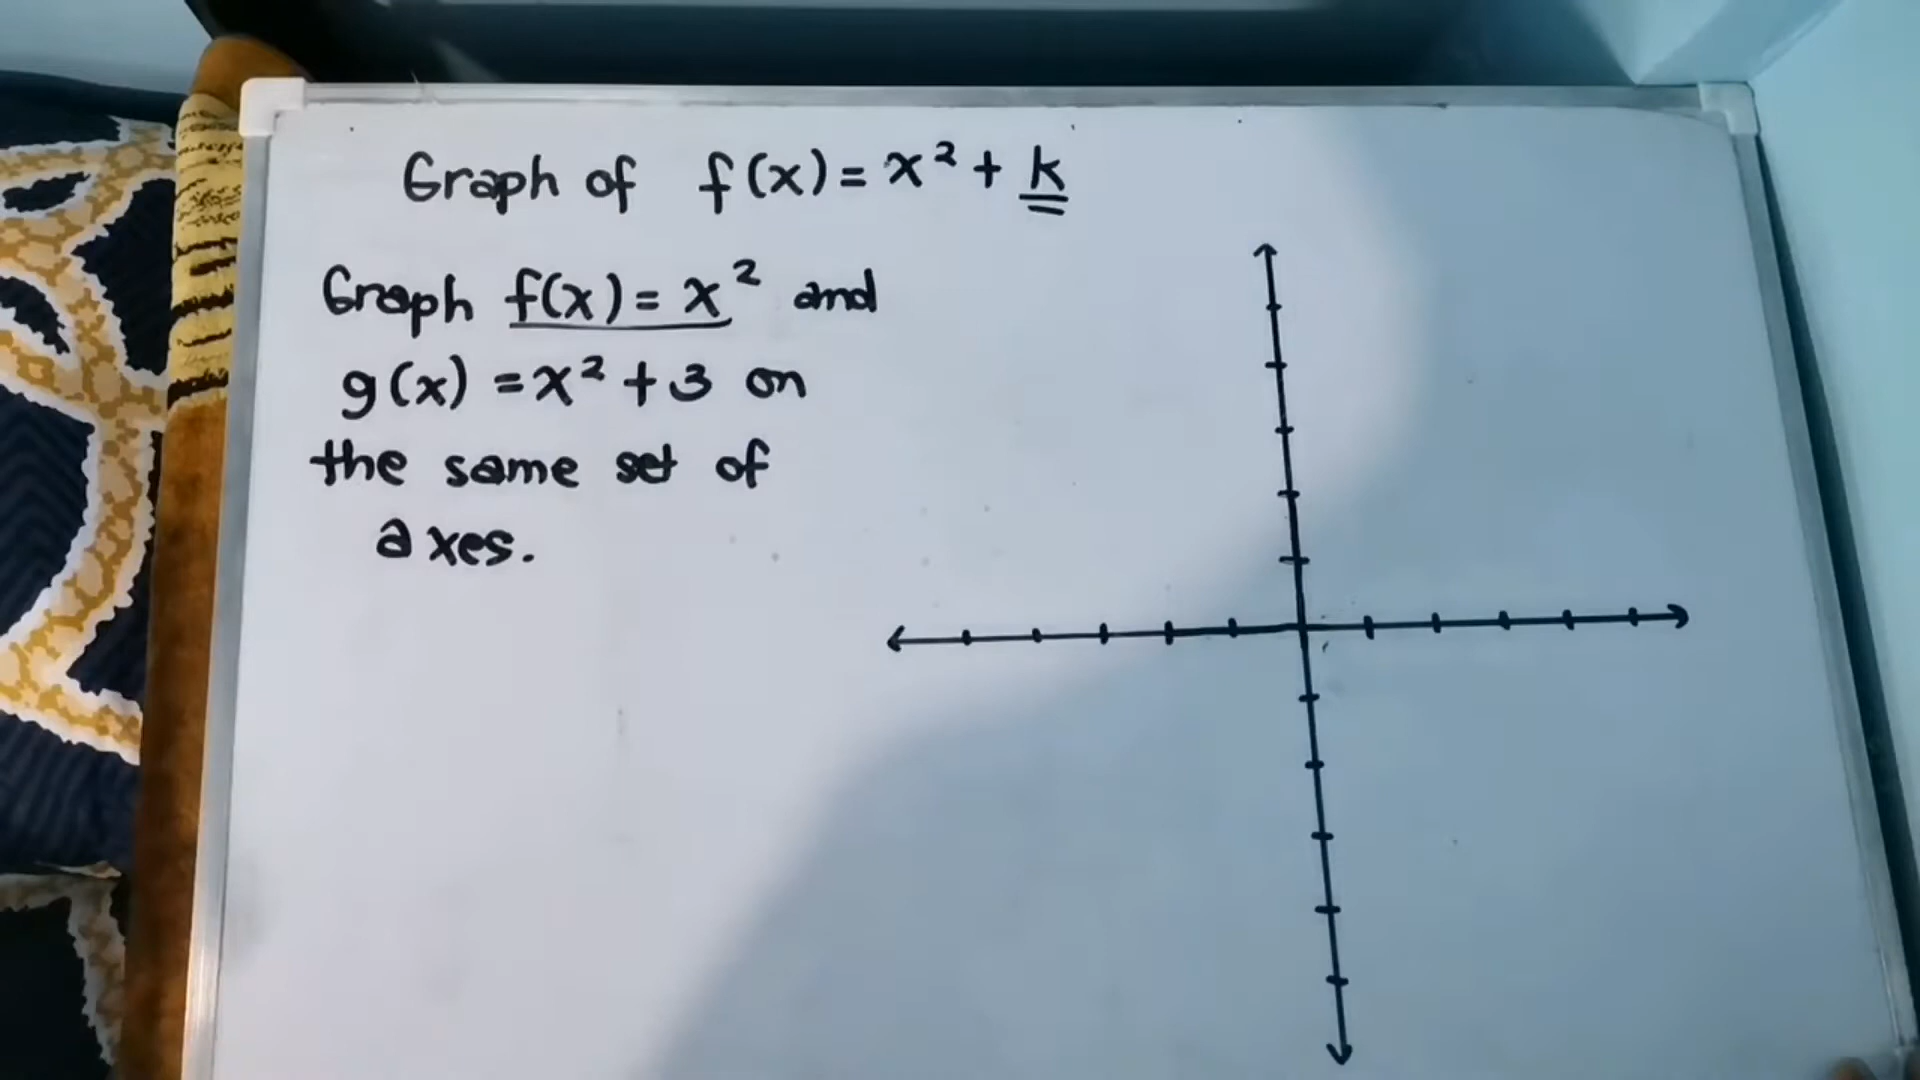 Graph of f(x) = x² + k
Graph f(x) = x² and
g(x) = x² + 3 on
the same set of
axes.